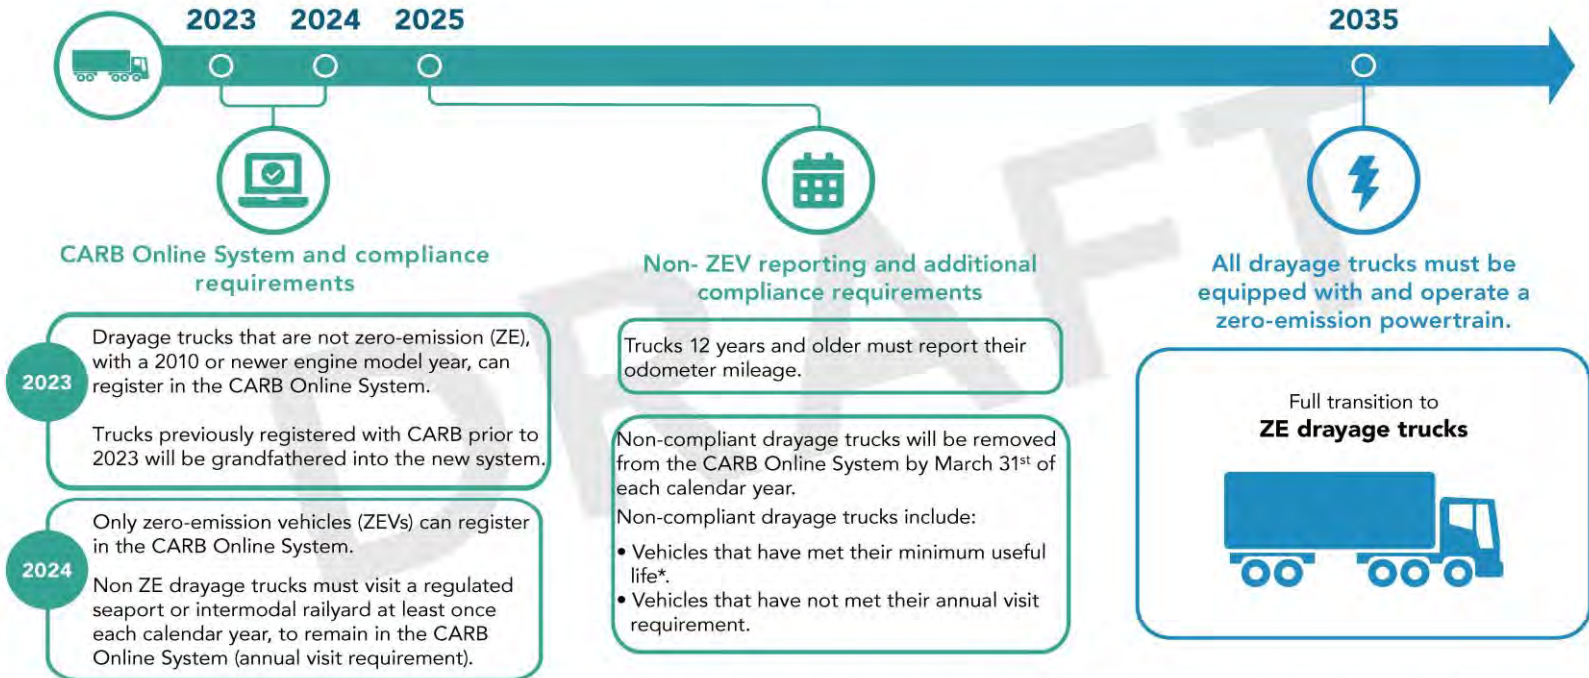 2023 2024 2025 2035
CARB Online System and compliance
requirements
2023
Drayage trucks that are not zero-emission (ZE),
with a 2010 or newer engine model year, can
register in the CARB Online System.
Trucks previously registered with CARB prior to
2023 will be grandfathered into the new system.
2024
Only zero-emission vehicles (ZEVs) can register
in the CARB Online System.
Non ZE drayage trucks must visit a regulated
seaport or intermodal railyard at least once
each calendar year, to remain in the CARB
Online System (annual visit requirement).
Non- ZEV reporting and additional
compliance requirements
Trucks 12 years and older must report their
odometer mileage.
Non-compliant drayage trucks will be removed
from the CARB Online System by March 31st of
each calendar year.
Non-compliant drayage trucks include:
• Vehicles that have met their minimum useful
life*.
• Vehicles that have not met their annual visit
requirement.
All drayage trucks must be
equipped with and operate a
zero-emission powertrain.
Full transition to
ZE drayage trucks
DRAFT